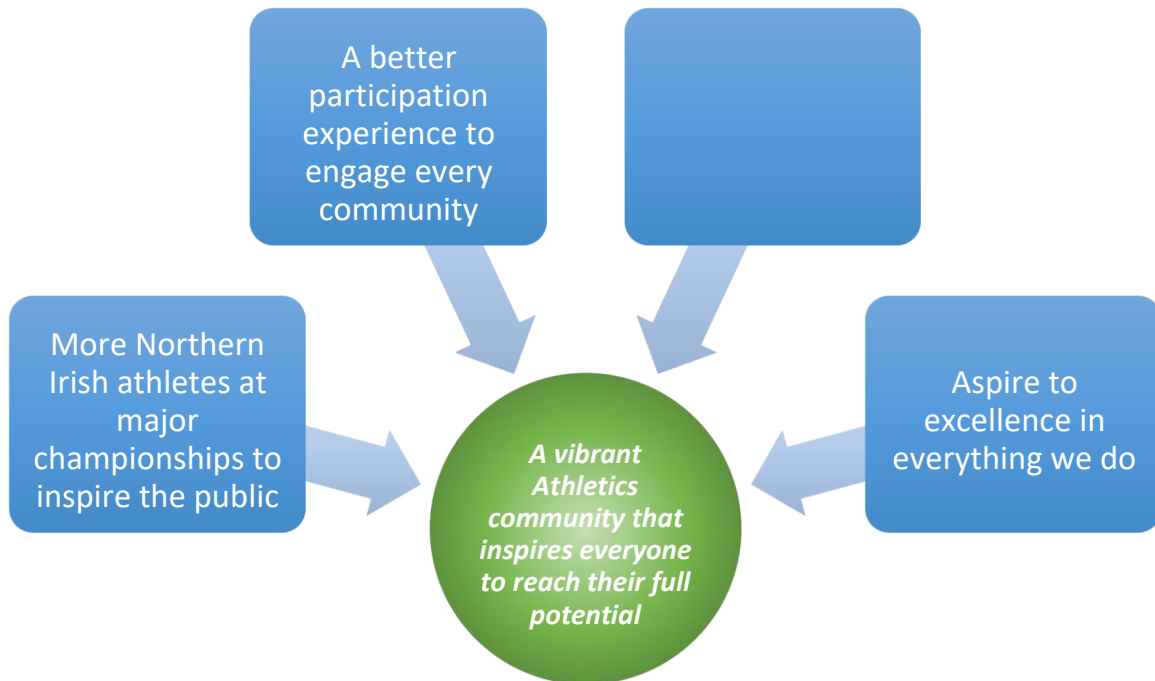 A better
participation
experience to
engage every
community
More Northern
Irish athletes at
major
championships to
inspire the public
Aspire to
excellence in
everything we do
A vibrant
Athletics
community that
inspires everyone
to reach their full
potential